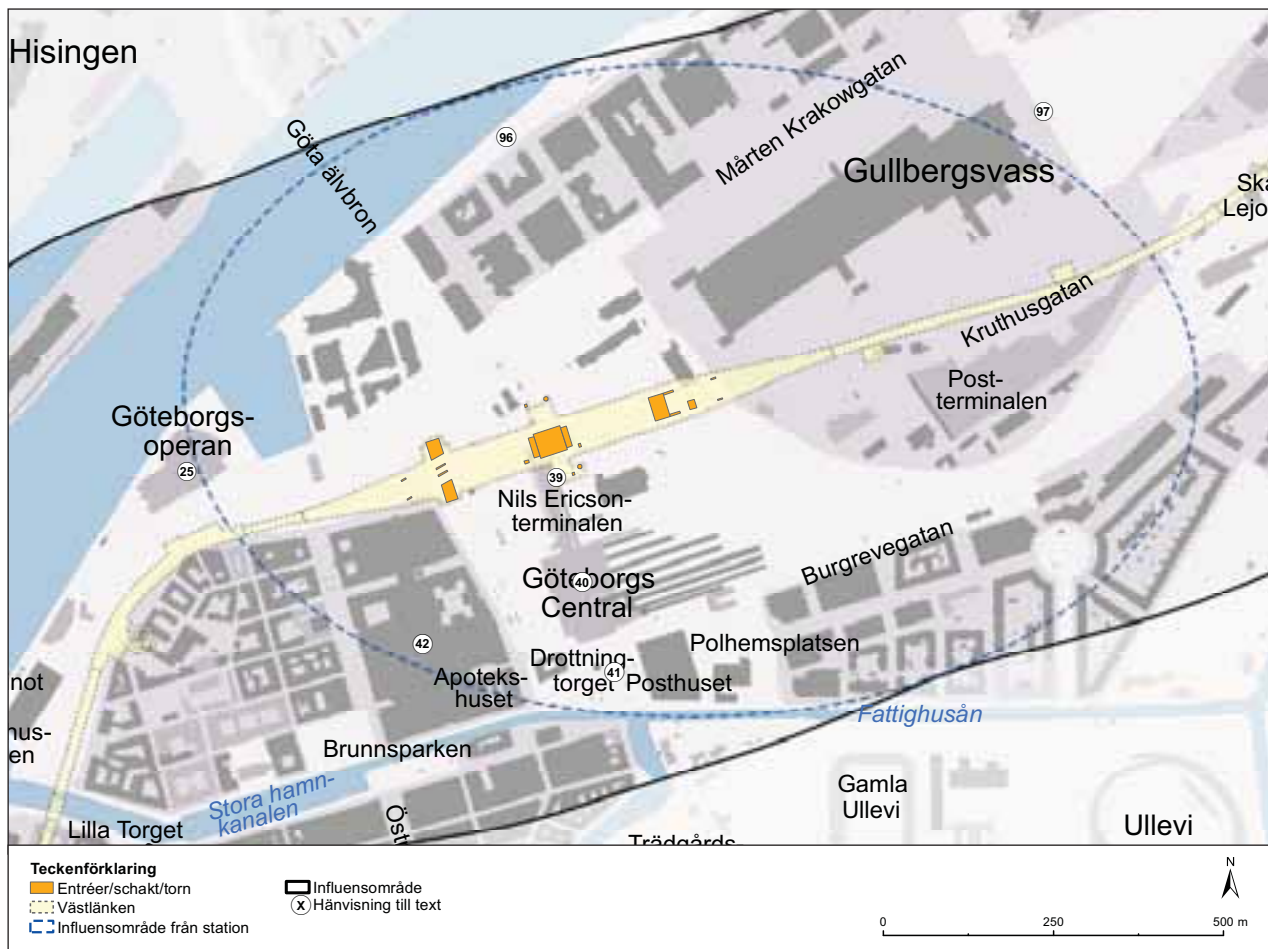 Hisingen
Göta älvbron
96
Mårten Krakowgatan
97
Gullbergsvass
Ska
Lejo
Kruthusgatan
Göteborgs-
operan
25
Post-
terminalen
39
Nils Ericson-
terminalen
Burgrevegatan
Göteborgs
40
Central
42
Polhemsplatsen
Drottning-
torget
41
Posthuset
Apoteks-
huset
not
hus-
en
Brunnsparken
Fattighusån
Stora hamn-
kanalen
Gamla
Ullevi
Ullevi
Lilla Torget
Östr
Trädgårds-
Teckenförklaring
Entréer/schakt/torn
Västlänken
Influensområde från station
Influensområde
X Hänvisning till text
N
0 250 500 m